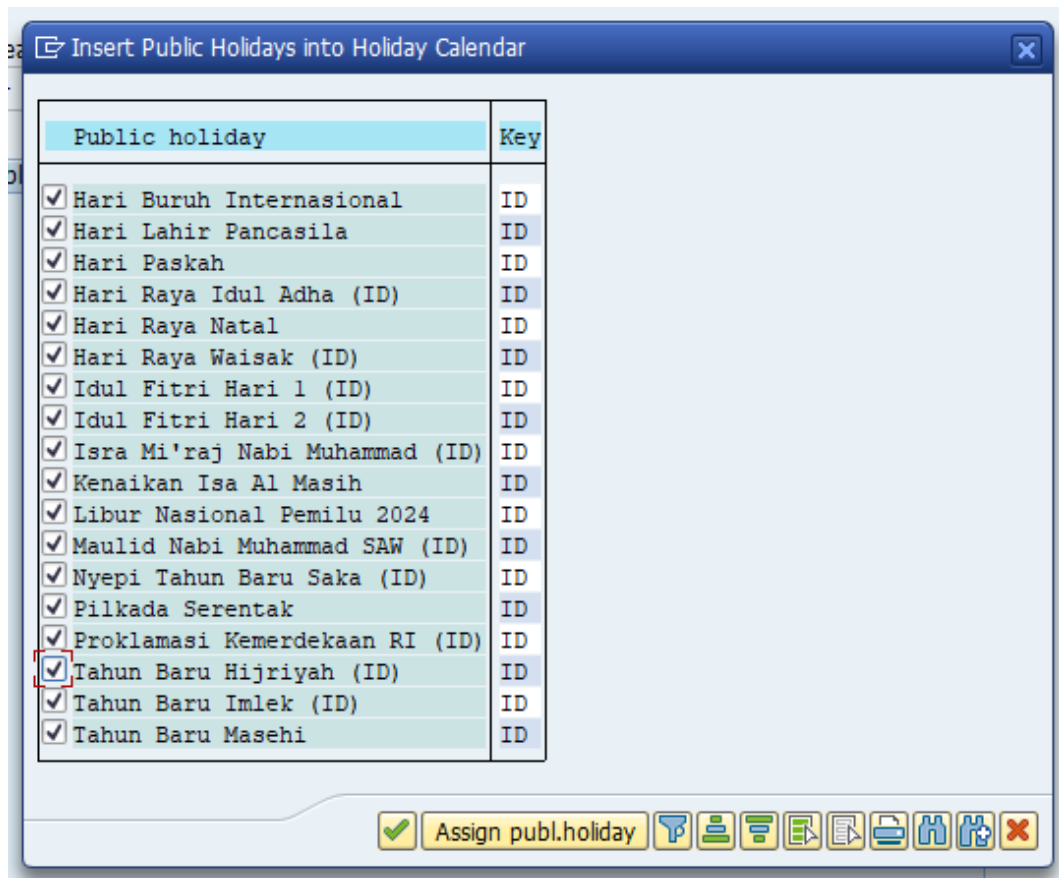 Insert Public Holidays into Holiday Calendar
Public holiday Key
Hari Buruh Internasional ID
Hari Lahir Pancasila ID
Hari Paskah ID
Hari Raya Idul Adha (ID) ID
Hari Raya Natal ID
Hari Raya Waisak (ID) ID
Idul Fitri Hari 1 (ID) ID
Idul Fitri Hari 2 (ID) ID
Isra Mi'raj Nabi Muhammad (ID) ID
Kenaikan Isa Al Masih ID
Libur Nasional Pemilu 2024 ID
Maulid Nabi Muhammad SAW (ID) ID
Nyepi Tahun Baru Saka (ID) ID
Pilkada Serentak ID
Proklamasi Kemerdekaan RI (ID) ID
Tahun Baru Hijriyah (ID) ID
Tahun Baru Imlek (ID) ID
Tahun Baru Masehi ID
Assign publ.holiday